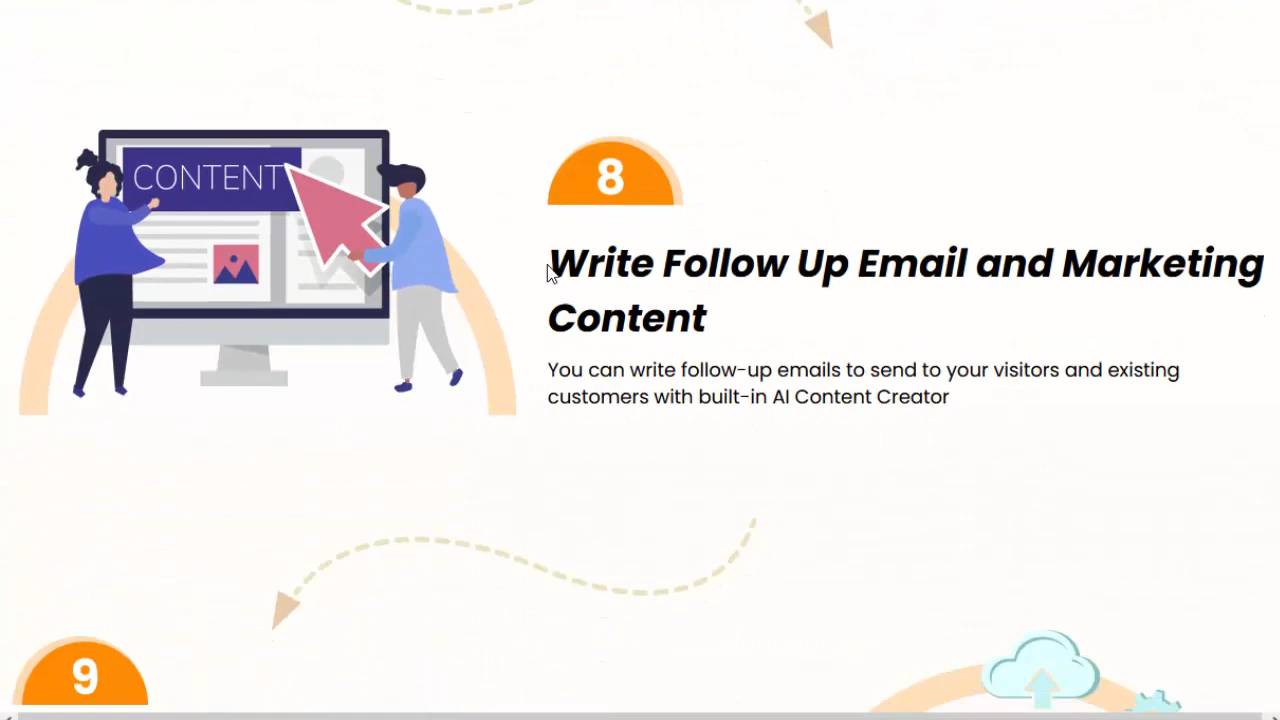 CONTENT
8
Write Follow Up Email and Marketing
Content
You can write follow-up emails to send to your visitors and existing
customers with built-in AI Content Creator
9